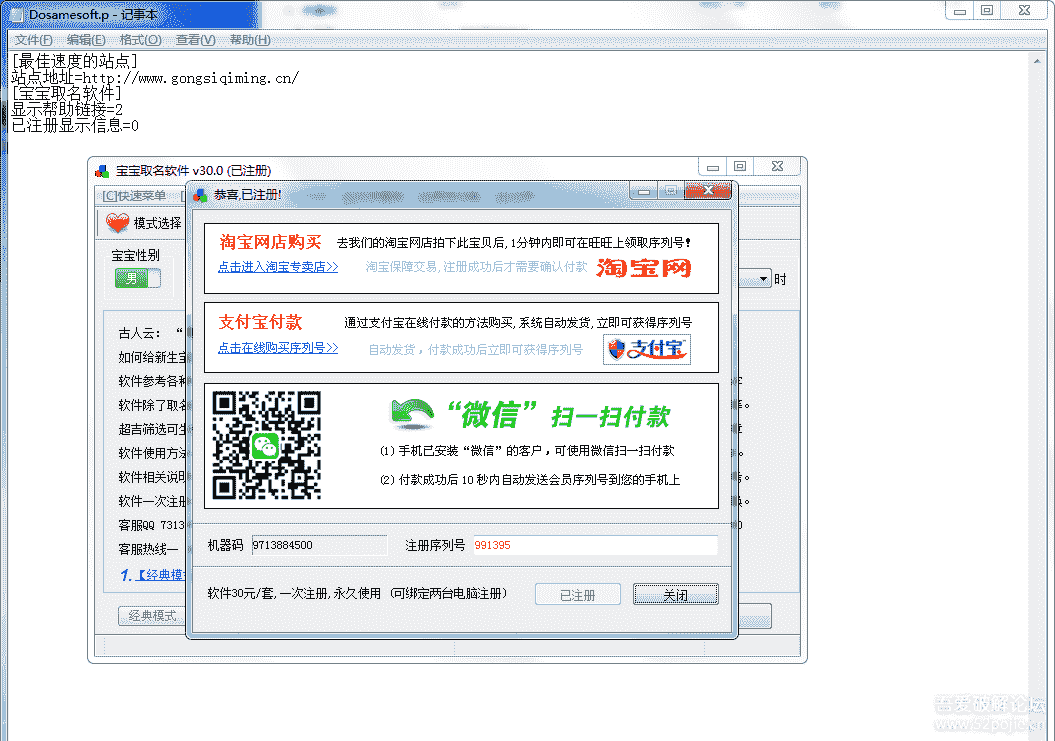 Dosamesoft.p - 记事本
文件(F) 编辑(E) 格式(O) 查看(V) 帮助(H)
[最佳速度的站点]
站点地址=http://www.gongsiqiming.cn/
[宝宝取名软件]
显示帮助链接=2
已注册显示信息=0
宝宝取名软件 v30.0 (已注册)
[C]快速菜单
恭喜,已注册!
模式选择
宝宝性别
男
时
淘宝网店购买 去我们的淘宝网店拍下此宝贝后,1分钟内即可在旺旺上领取序列号!
点击进入淘宝专卖店>> 淘宝保障交易,注册成功后才需要确认付款 淘宝网
支付宝付款 通过支付宝在线付款的方法购买,系统自动发货,立即可获得序列号
点击在线购买序列号>> 自动发货，付款成功后立即可获得序列号 支付宝
古人云：“
如何给新生宝
软件参考各种
软件除了取名
超吉筛选可生
软件使用方法
软件相关说明
软件一次注册
客服QQ 7313
客服热线一
1.【经典模
经典模式
“微信”扫一扫付款
(1) 手机已安装“微信”的客户，可使用微信扫一扫付款
(2) 付款成功后 10 秒内自动发送会员序列号到您的手机上
机器码 9713884500 注册序列号 991395
软件30元/套,一次注册,永久使用 (可绑定两台电脑注册) 已注册 关闭
吾爱破解论坛
www.52pojie.cn